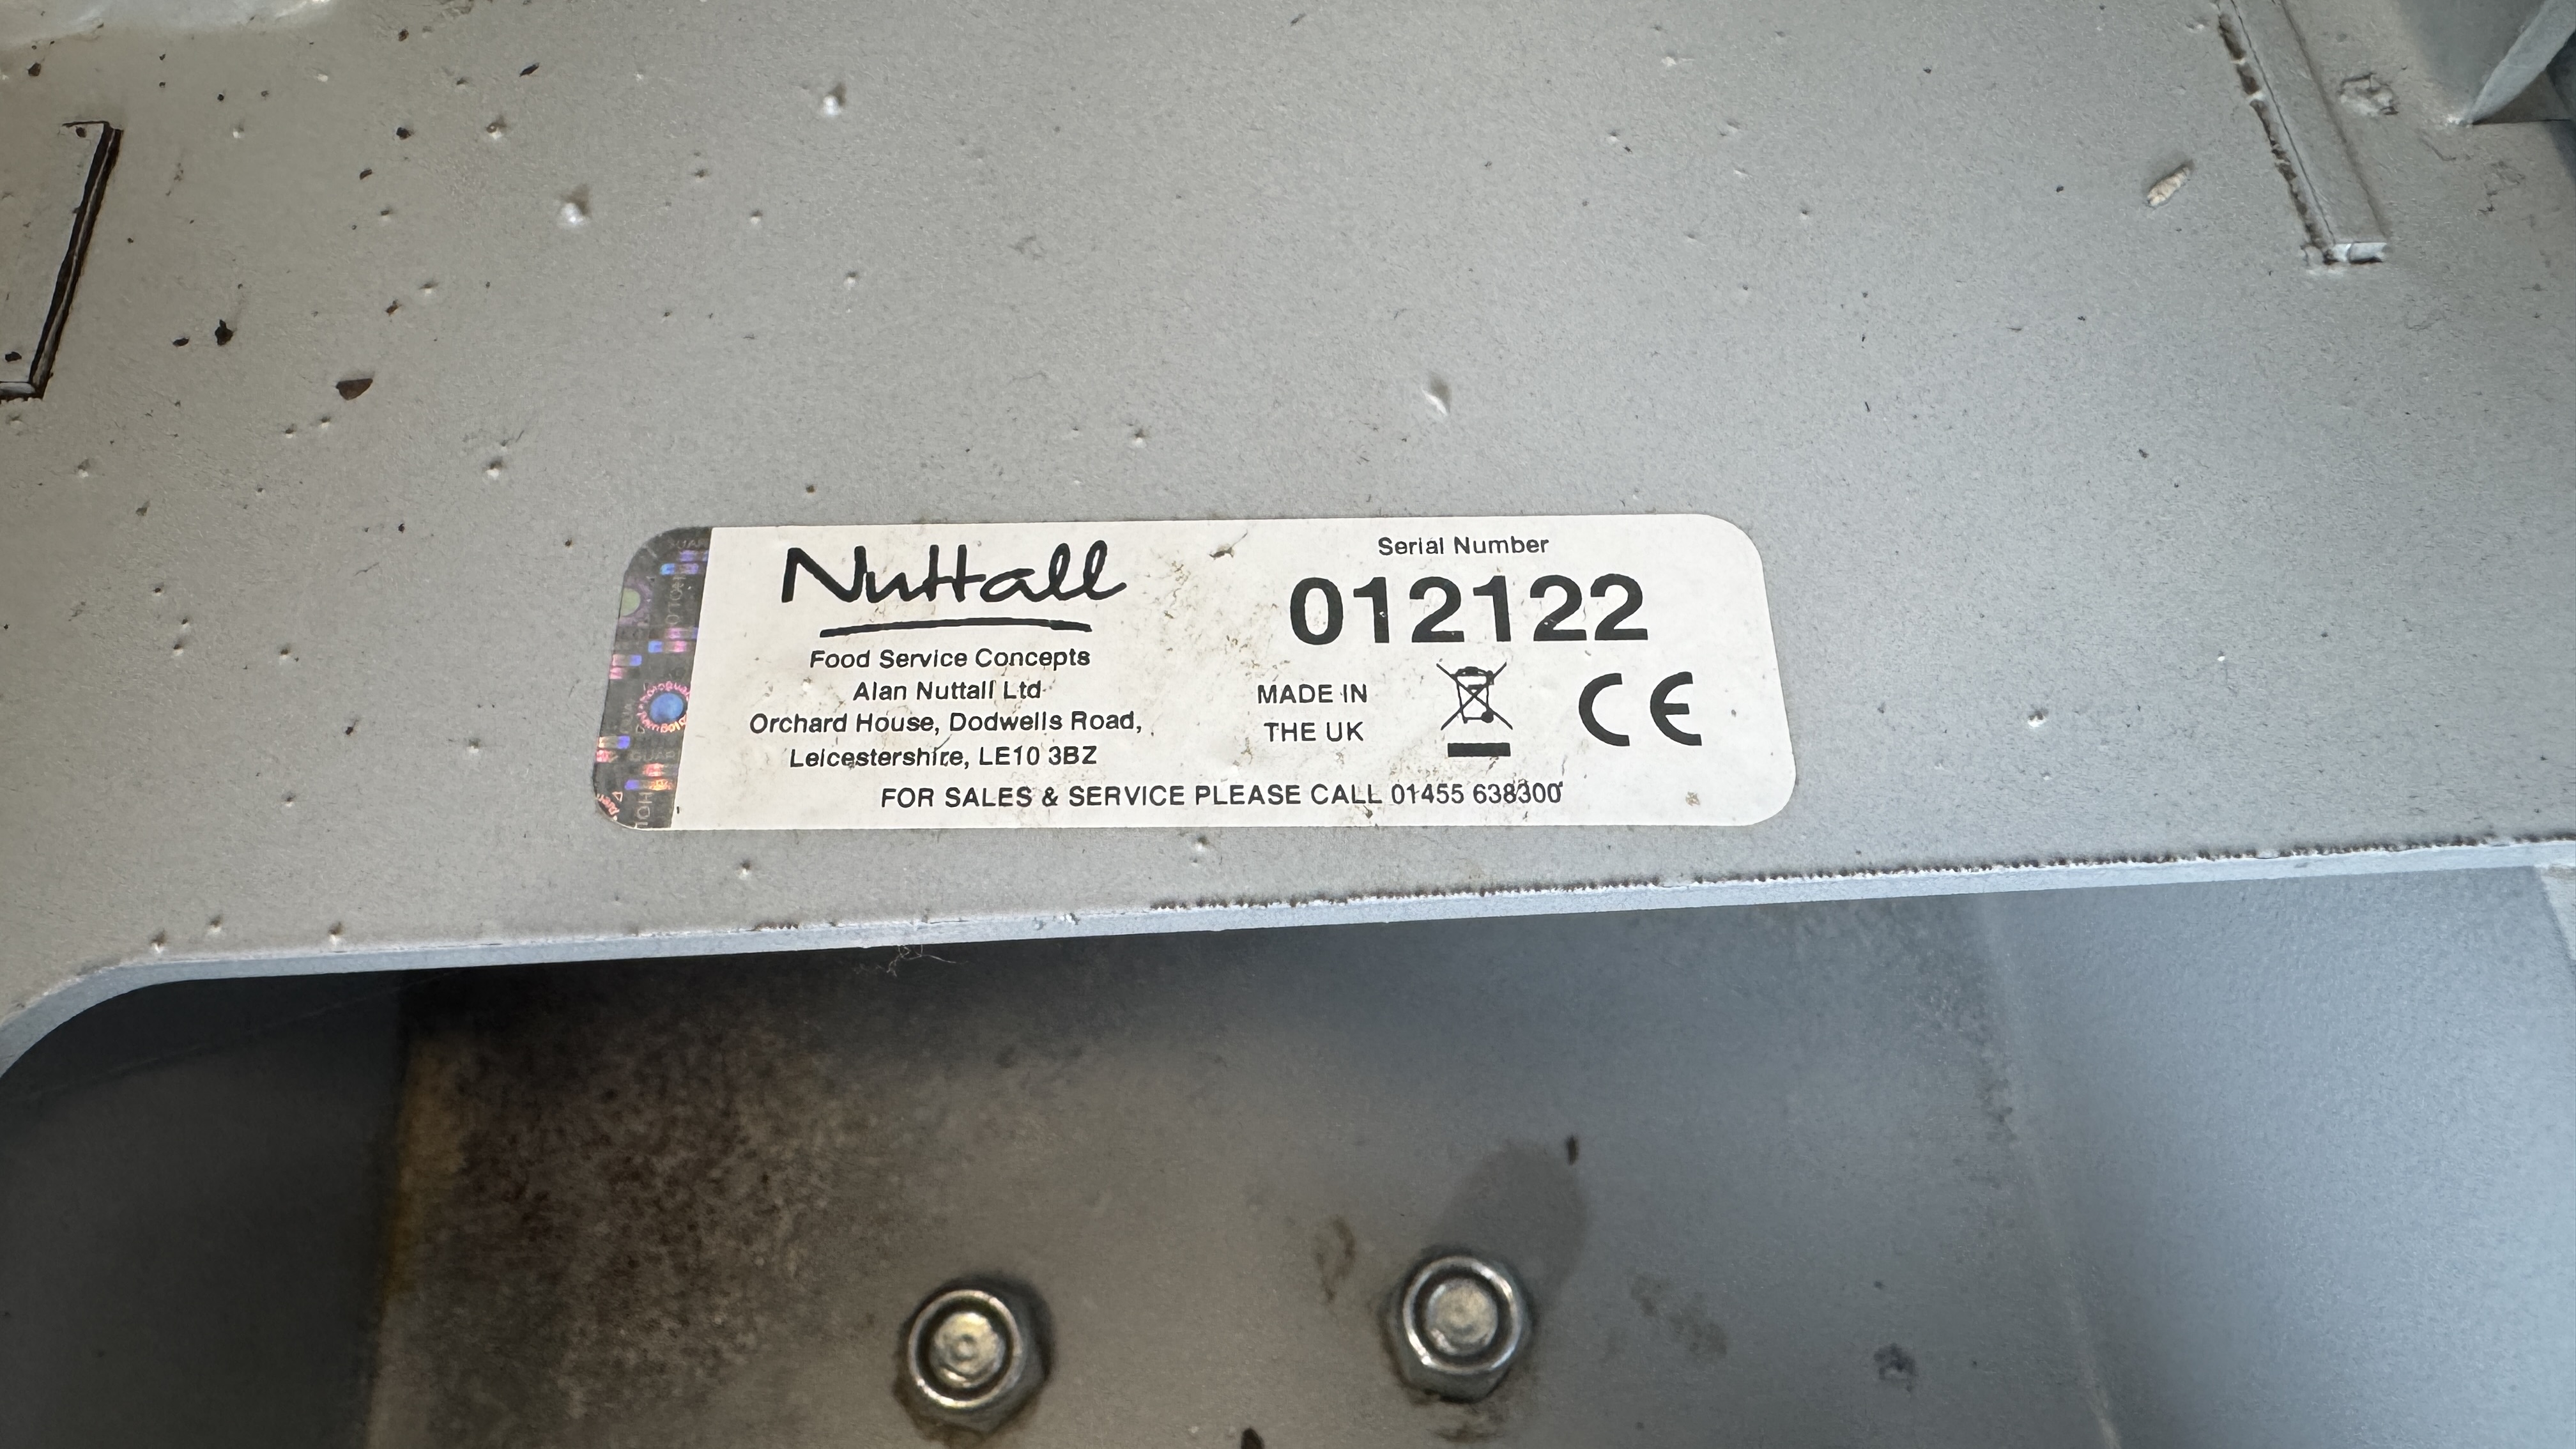 Nuttall
Food Service Concepts
Alan Nuttall Ltd
Orchard House, Dodwells Road,
Leicestershire, LE10 3BZ
Serial Number
012122
MADE IN
THE UK
CE
FOR SALES & SERVICE PLEASE CALL 01455 638300